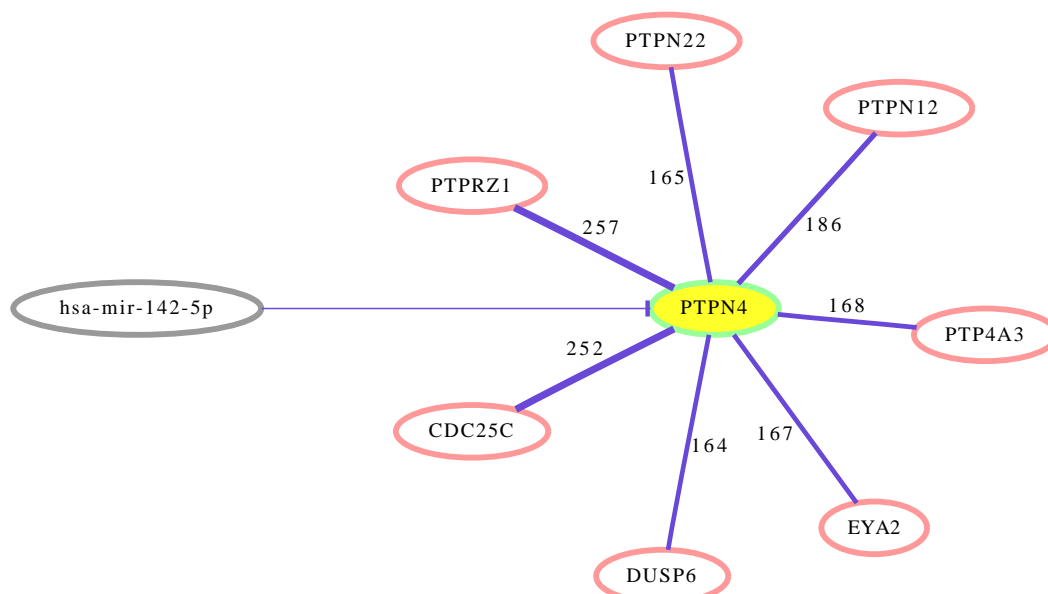 PTPN22
PTPN12
165
PTPRZ1
257
186
hsa-mir-142-5p
PTPN4
168
PTP4A3
252
CDC25C
164
167
EYA2
DUSP6